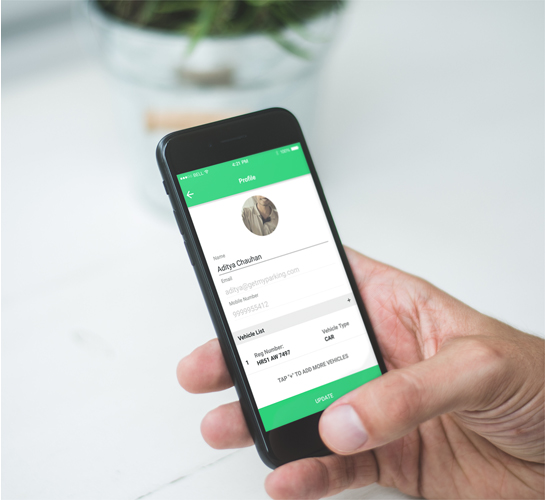 BELL 4:21 PM 100%
Profile
Name
Aditya Chauhan
Email
aditya@getmyparking.com
Mobile Number
9999955412
Vehicle List +
Reg Number: Vehicle Type
1 HR51 AW 7497 CAR
TAP "+" TO ADD MORE VEHICLES
UPDATE